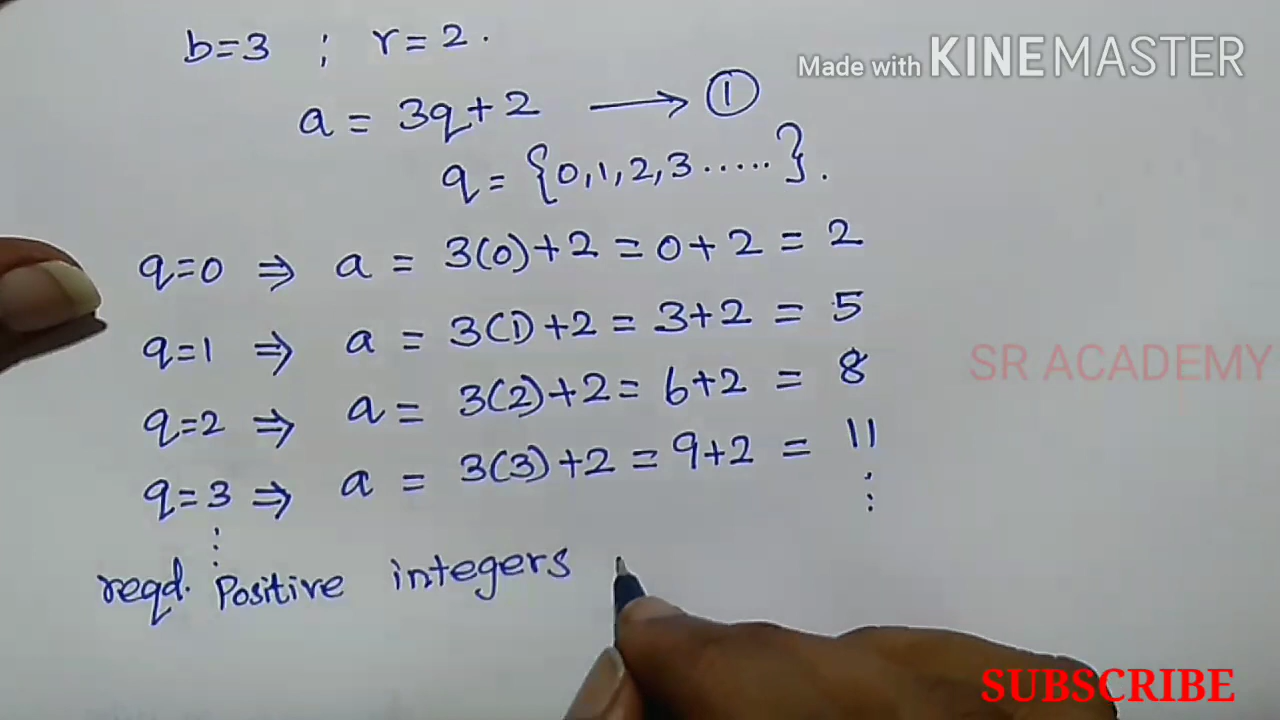 b=3 ; r=2.
Made with KINEMASTER
a = 3q+2 ⟶ ①
q = {0,1,2,3.....}.
q=0 ⇒ a = 3(0)+2 = 0+2 = 2
q=1 ⇒ a = 3(1)+2 = 3+2 = 5
SR ACADEMY
q=2 ⇒ a = 3(2)+2 = 6+2 = 8
q=3 ⇒ a = 3(3)+2 = 9+2 = 11
⋮ ⋮
reqd. Positive integers
SUBSCRIBE